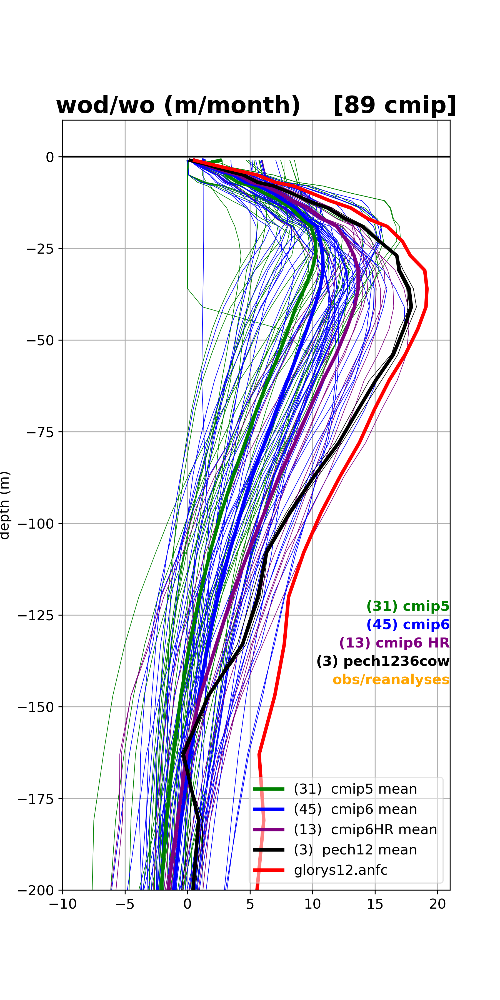 wod/wo (m/month)    [89 cmip]
0
−25
−50
−75
−100
−125
−150
−175
−200
depth (m)
(31) cmip5
(45) cmip6
(13) cmip6 HR
(3) pech1236cow
obs/reanalyses
(31)  cmip5 mean
(45)  cmip6 mean
(13)  cmip6HR mean
(3)  pech12 mean
glorys12.anfc
−10 −5 0 5 10 15 20